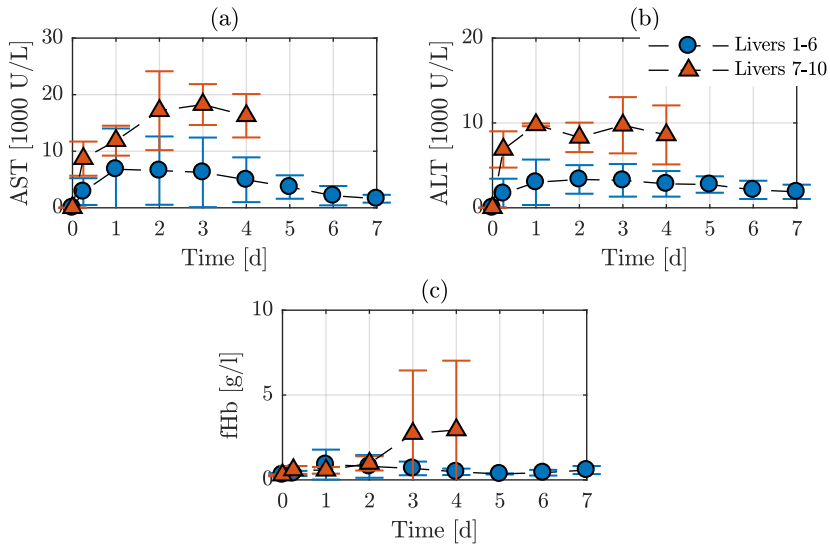 (a)
AST [1000 U/L]
30
20
10
0
0 1 2 3 4 5 6 7
Time [d]
(b)
ALT [1000 U/L]
20
10
0
0 1 2 3 4 5 6 7
Time [d]
Livers 1-6
Livers 7-10
(c)
fHb [g/l]
10
5
0
0 1 2 3 4 5 6 7
Time [d]